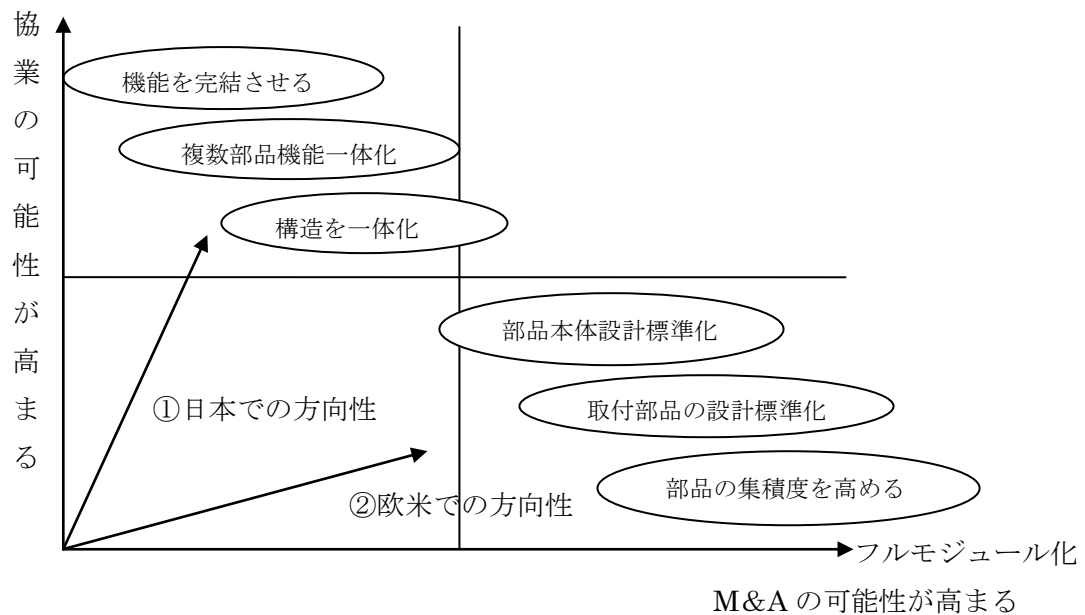 協業の可能性が高まる
機能を完結させる
複数部品機能一体化
構造を一体化
部品本体設計標準化
①日本での方向性
取付部品の設計標準化
部品の集積度を高める
②欧米での方向性
フルモジュール化
M&Aの可能性が高まる